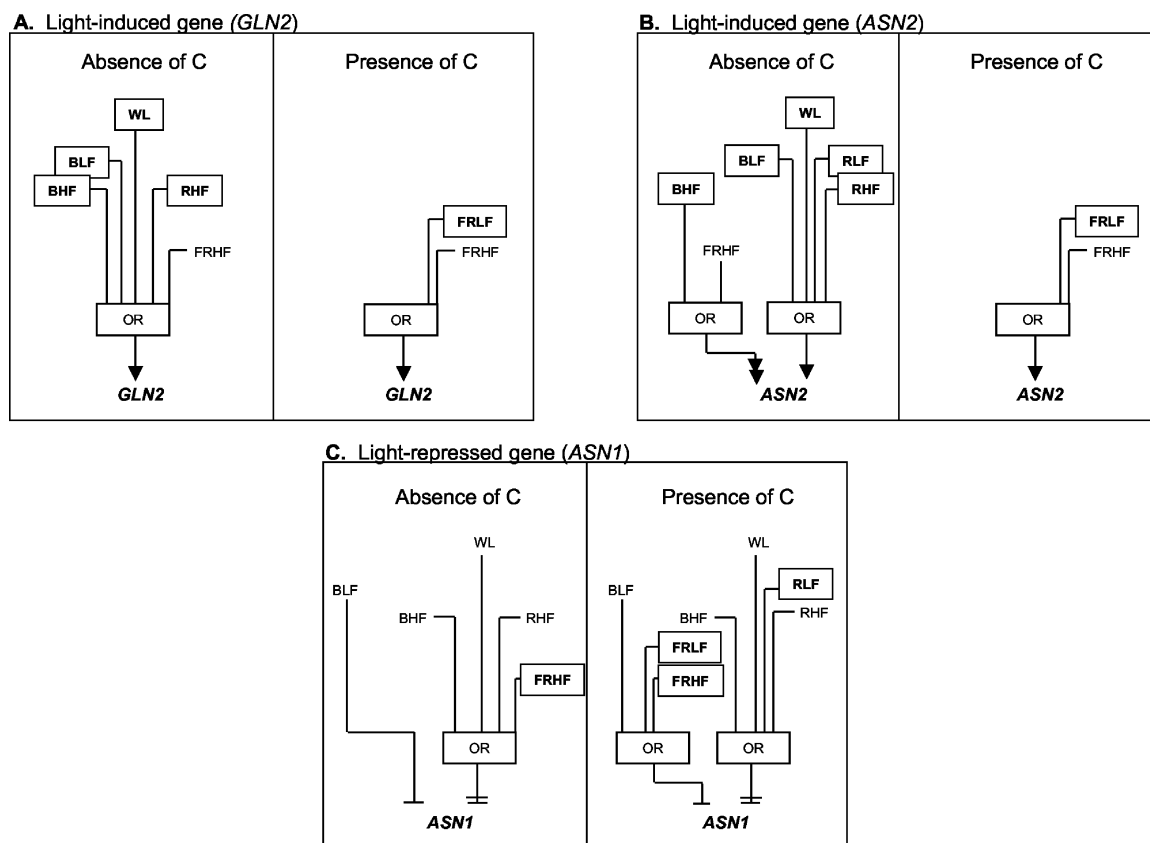 A. Light-induced gene (GLN2)
Absence of C
Presence of C
WL
BLF
BHF
RHF
FRHF
OR
GLN2
FRLF
FRHF
OR
GLN2
B. Light-induced gene (ASN2)
Absence of C
Presence of C
WL
BLF
RLF
BHF
RHF
FRHF
OR
OR
ASN2
FRLF
FRHF
OR
ASN2
C. Light-repressed gene (ASN1)
Absence of C
Presence of C
WL
BLF
BHF
RHF
FRHF
OR
ASN1
WL
RLF
BLF
BHF
RHF
FRLF
FRHF
OR
OR
ASN1